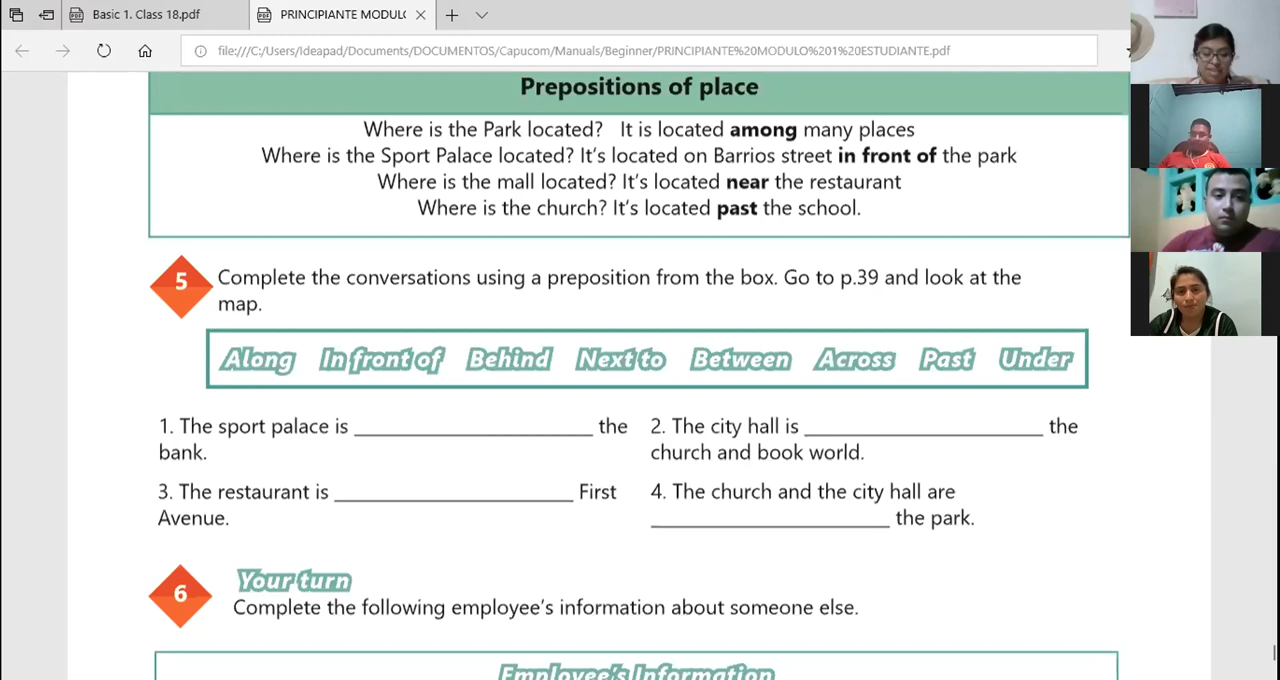 Basic 1. Class 18.pdf
PRINCIPIANTE MODULO
file:///C:/Users/Ideapad/Documents/DOCUMENTOS/Capucom/Manuals/Beginner/PRINCIPIANTE%20MODULO%201%20ESTUDIANTE.pdf
Prepositions of place
Where is the Park located? It is located among many places
Where is the Sport Palace located? It's located on Barrios street in front of the park
Where is the mall located? It's located near the restaurant
Where is the church? It's located past the school.
5
Complete the conversations using a preposition from the box. Go to p.39 and look at the
map.
Along In front of Behind Next to Between Across Past Under
1. The sport palace is ______________________ the
bank.
2. The city hall is ______________________ the
church and book world.
3. The restaurant is ______________________ First
Avenue.
4. The church and the city hall are
______________________ the park.
6
Your turn
Complete the following employee's information about someone else.
Employee's Information